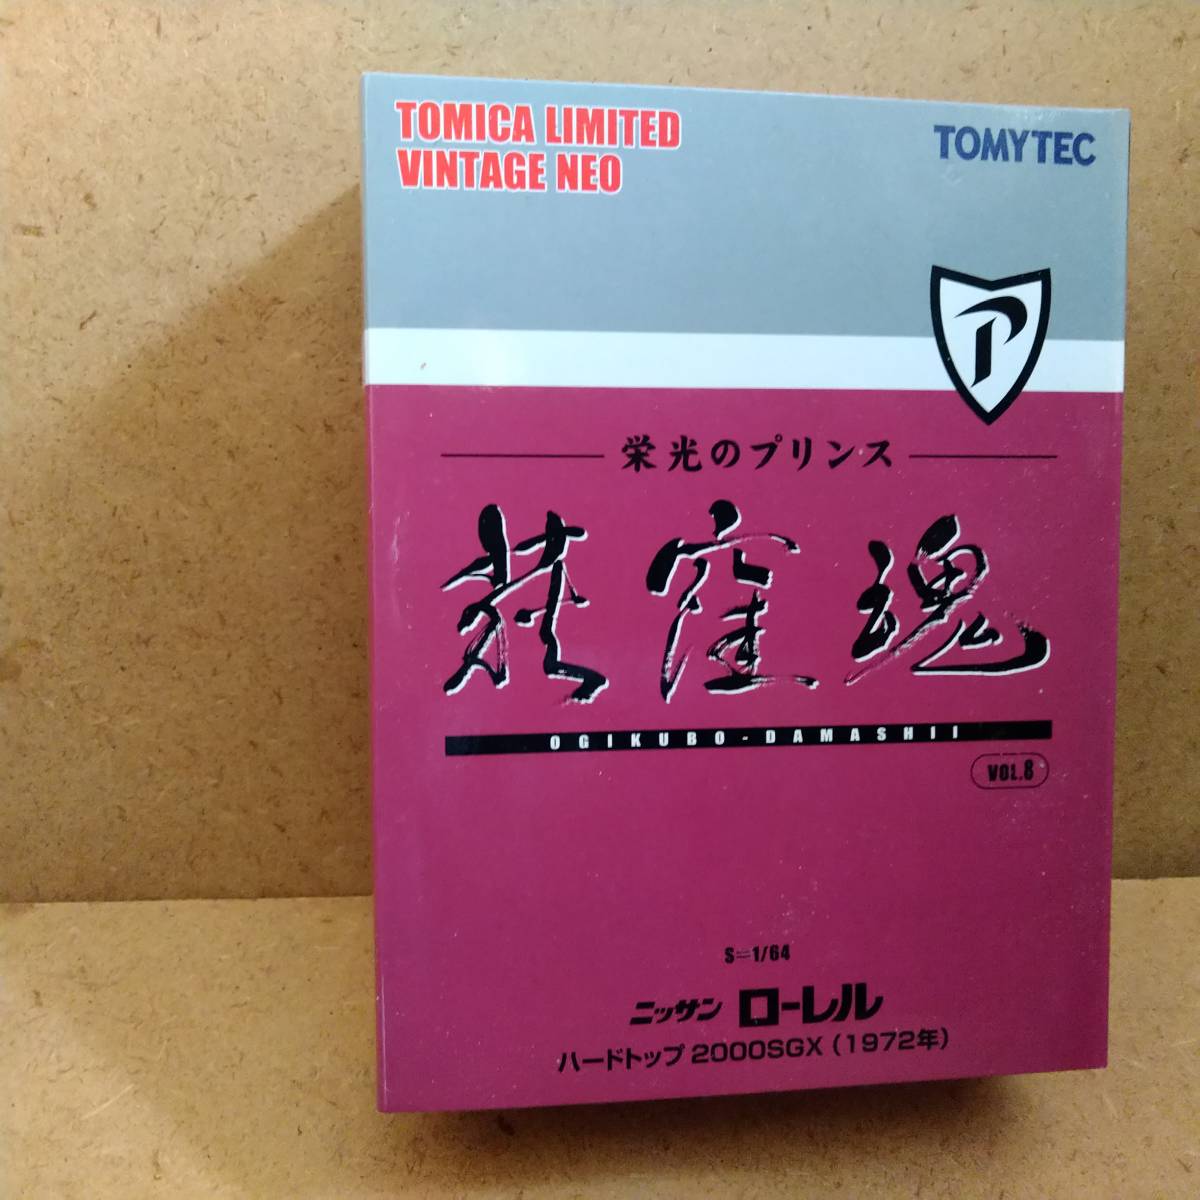 TOMICA LIMITED
VINTAGE NEO
TOMYTEC
P
栄光のプリンス
荻窪魂
OGIKUBO-DAMASHII
VOL.8
S=1/64
ニッサン ローレル
ハードトップ 2000SGX (1972年)